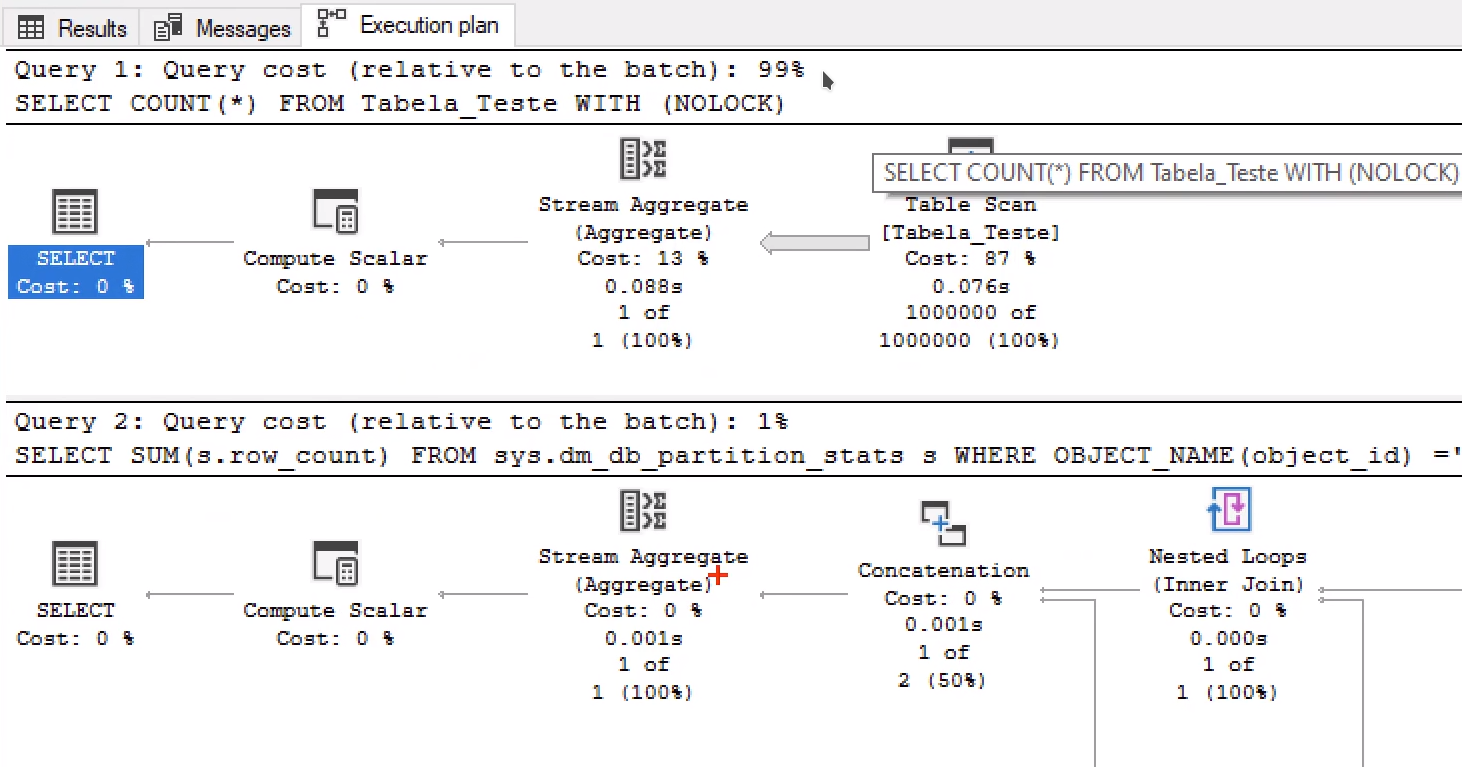 Results Messages Execution plan
Query 1: Query cost (relative to the batch): 99%
SELECT COUNT(*) FROM Tabela_Teste WITH (NOLOCK)
SELECT COUNT(*) FROM Tabela_Teste WITH (NOLOCK)
SELECT
Cost: 0 %
Compute Scalar
Cost: 0 %
Stream Aggregate
(Aggregate)
Cost: 13 %
0.088s
1 of
1 (100%)
Table Scan
[Tabela_Teste]
Cost: 87 %
0.076s
1000000 of
1000000 (100%)
Query 2: Query cost (relative to the batch): 1%
SELECT SUM(s.row_count) FROM sys.dm_db_partition_stats s WHERE OBJECT_NAME(object_id) ='
SELECT
Cost: 0 %
Compute Scalar
Cost: 0 %
Stream Aggregate
(Aggregate)
Cost: 0 %
0.001s
1 of
1 (100%)
Concatenation
Cost: 0 %
0.001s
1 of
2 (50%)
Nested Loops
(Inner Join)
Cost: 0 %
0.000s
1 of
1 (100%)